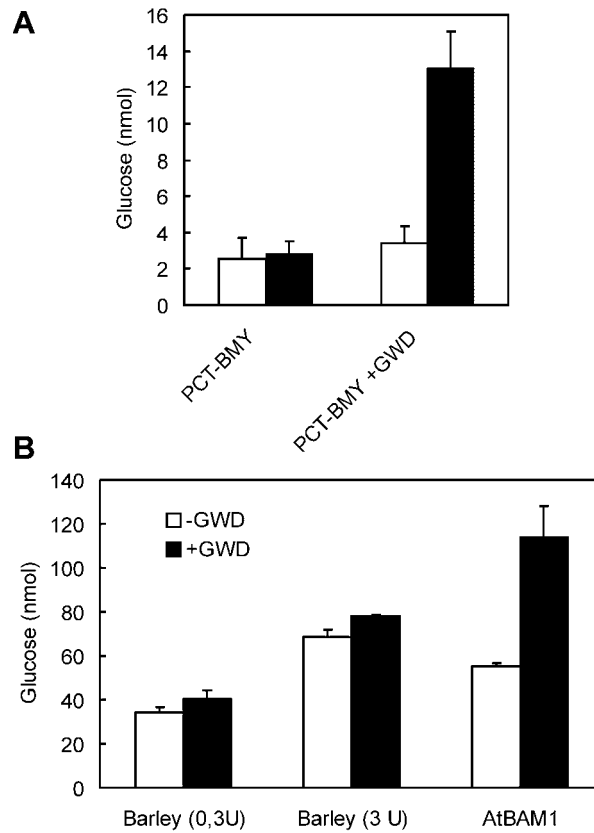 A
Glucose (nmol)
16
14
12
10
8
6
4
2
0
PCT-BMY
PCT-BMY +GWD
B
Glucose (nmol)
140
120
100
80
60
40
20
0
-GWD
+GWD
Barley (0,3U)
Barley (3 U)
AtBAM1